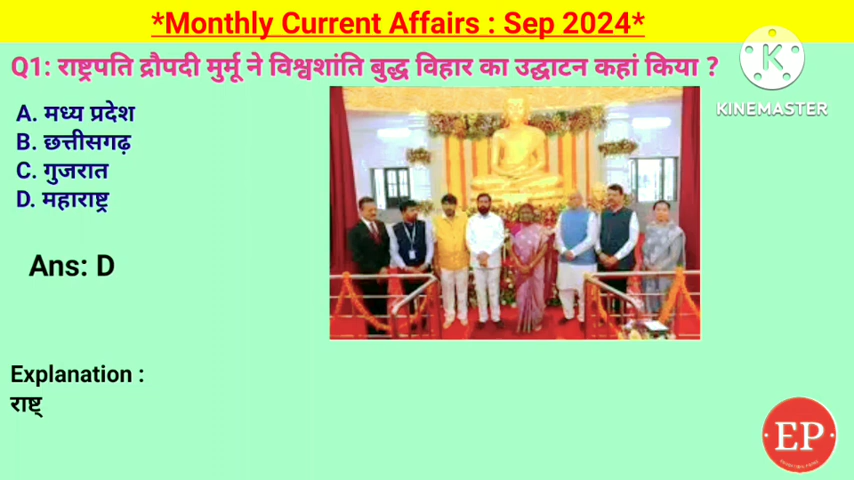 *Monthly Current Affairs : Sep 2024*
Q1: राष्ट्रपति द्रौपदी मुर्मू ने विश्वशांति बुद्ध विहार का उद्घाटन कहां किया ?
A. मध्य प्रदेश
B. छत्तीसगढ़
C. गुजरात
D. महाराष्ट्र
Ans: D
Explanation :
राष्ट्
K
KINEMASTER
EP